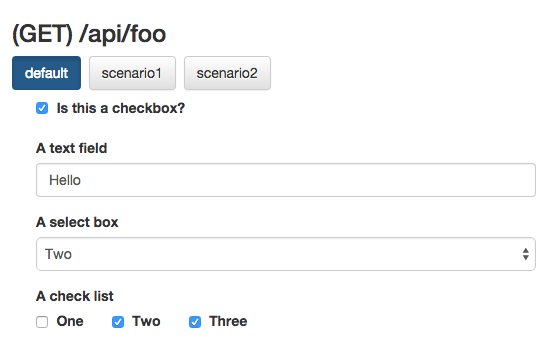 (GET) /api/foo
default scenario1 scenario2
Is this a checkbox?
A text field
Hello
A select box
Two
A check list
One Two Three